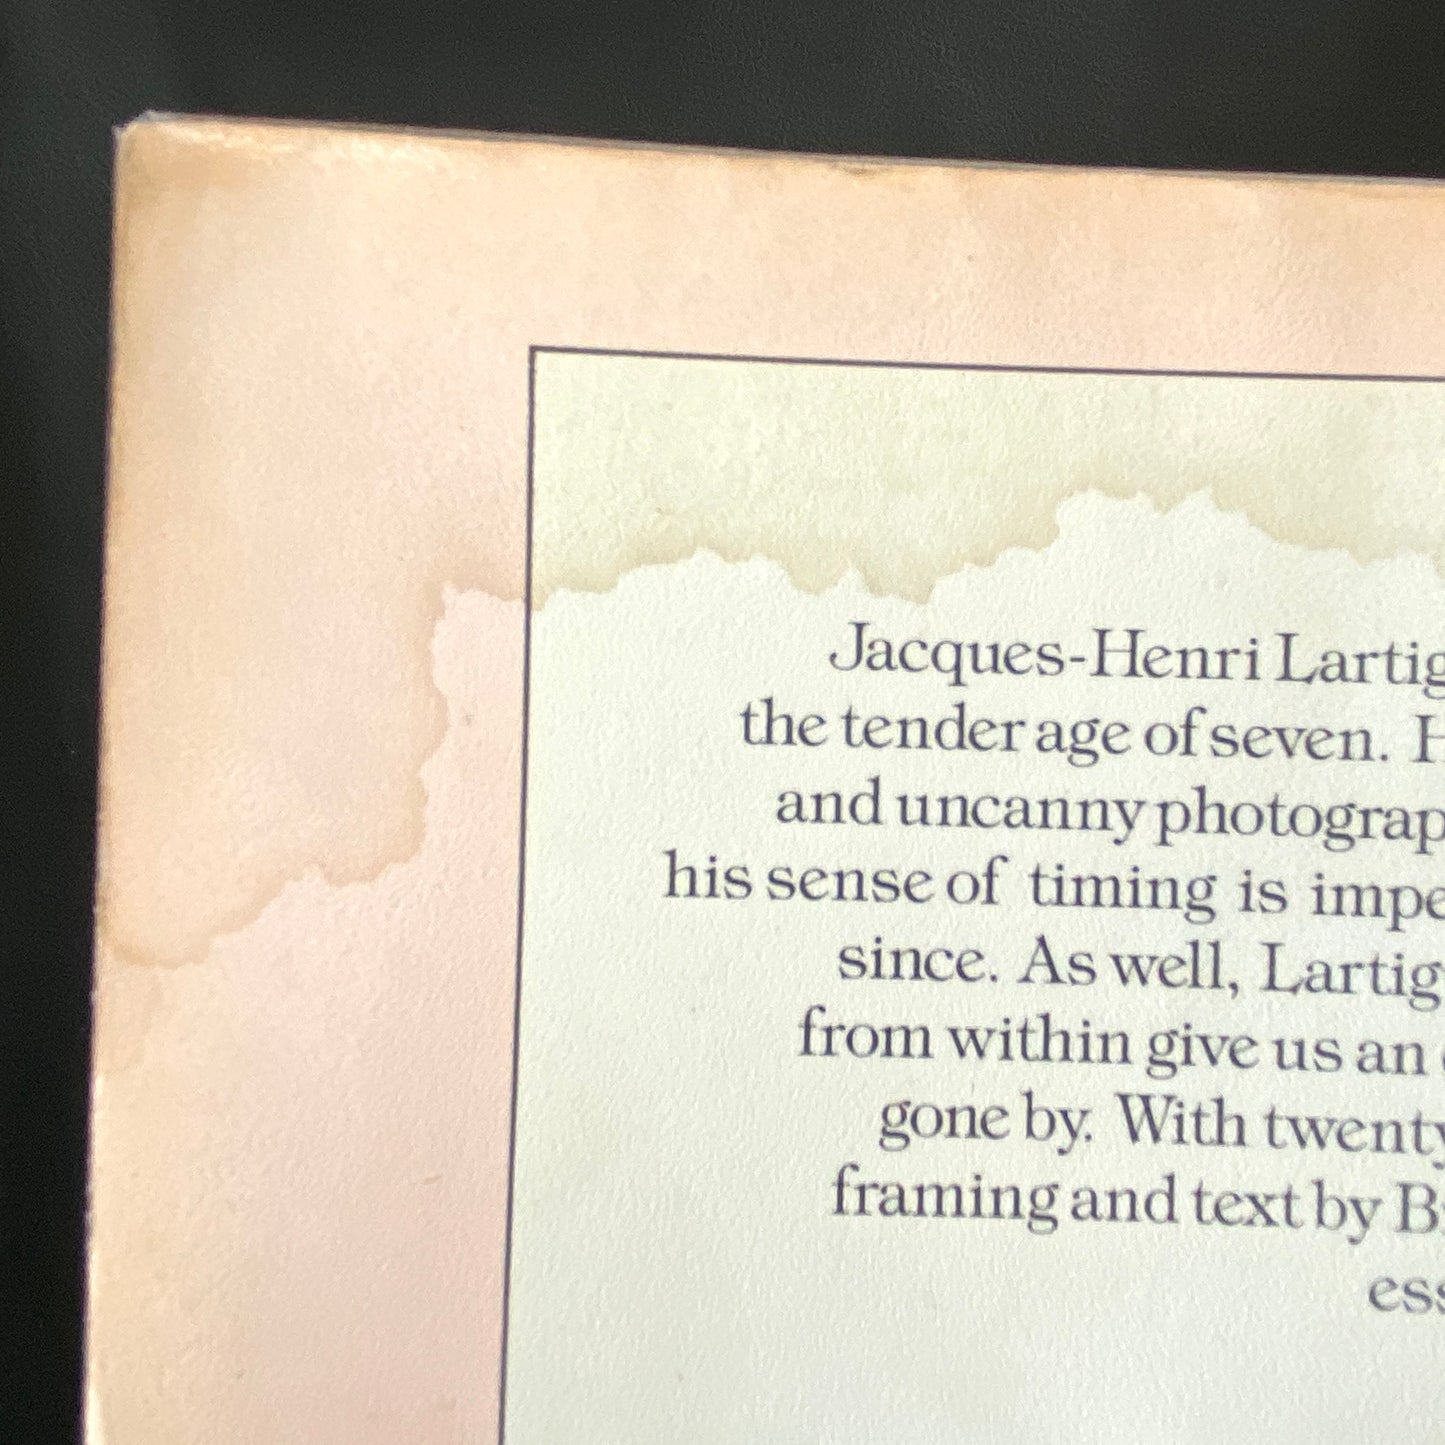 Jacques-Henri Lartig
the tender age of seven. H
and uncanny photograp
his sense of timing is impe
since. As well, Lartig
from within give us an
gone by. With twenty
framing and text by B
ess